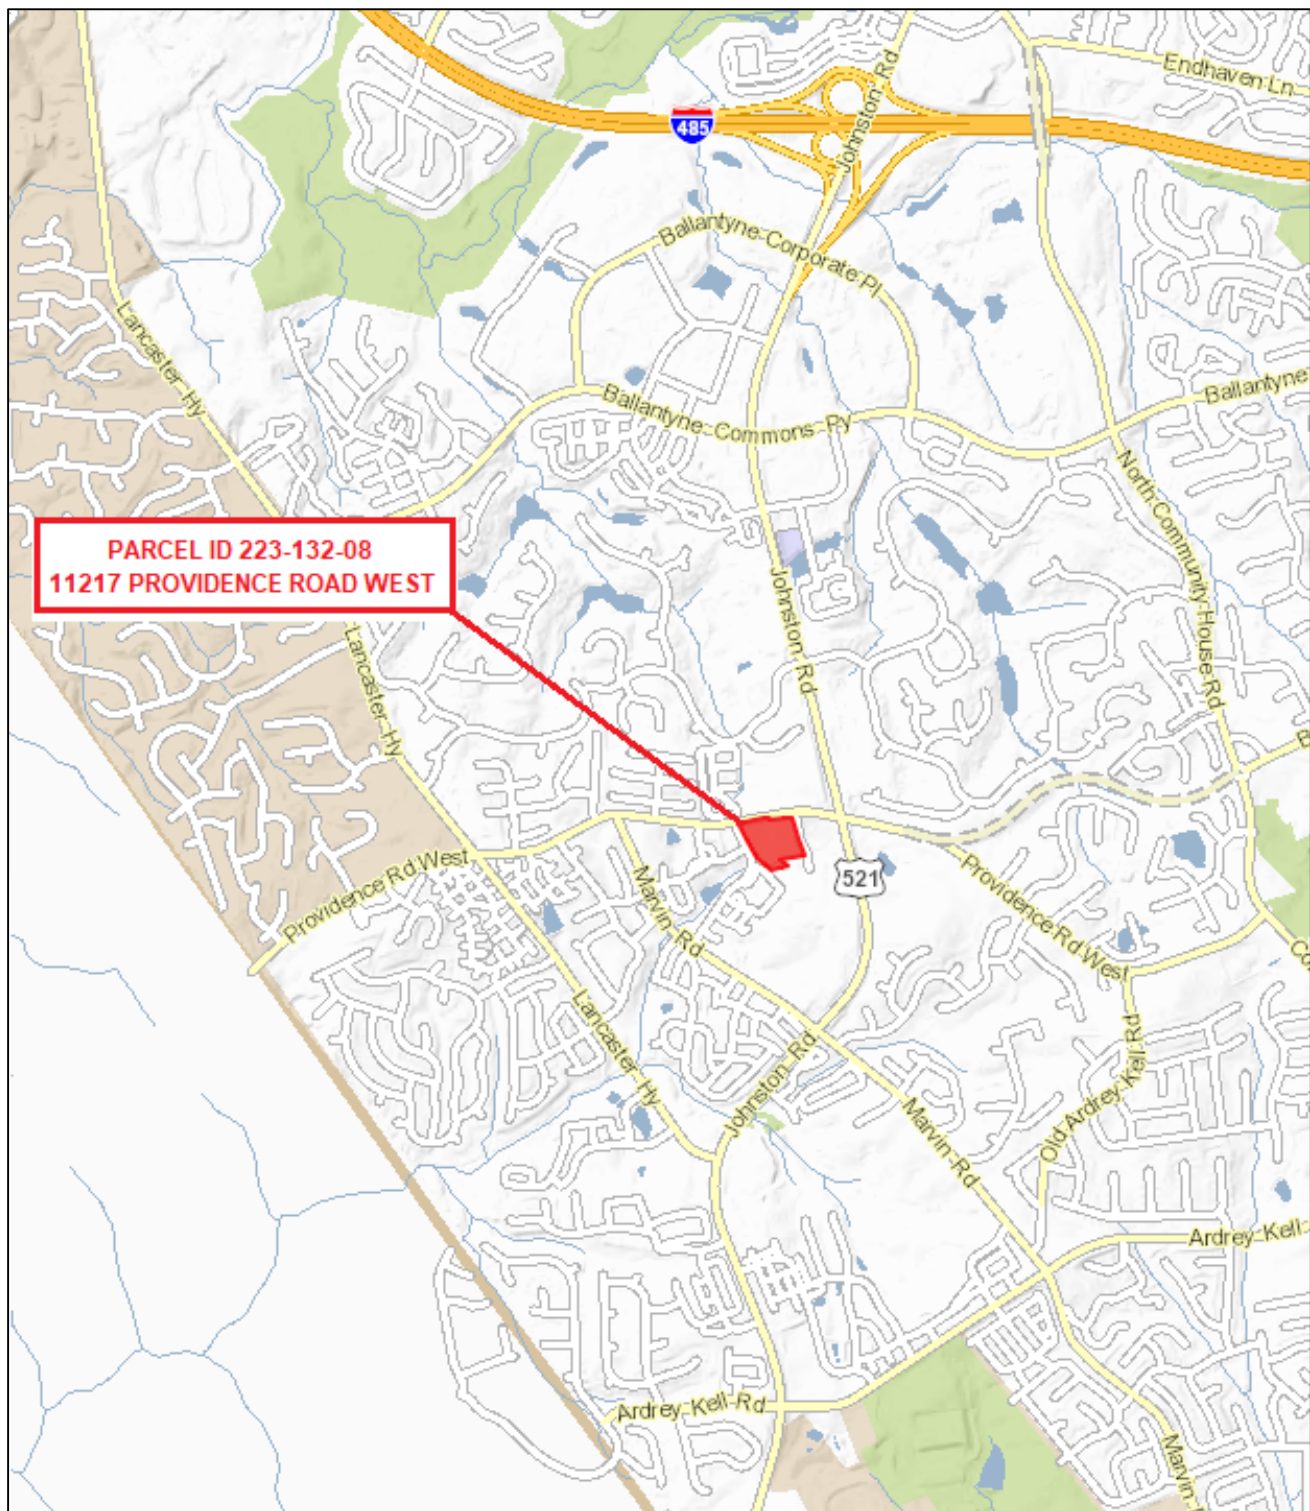 Endhaven Ln
485
Johnston Rd
Ballantyne Corporate Pl
Lancaster Hy
Ballantyne
Ballantyne Commons Py
North Community House Rd
PARCEL ID 223-132-08
11217 PROVIDENCE ROAD WEST
Johnston Rd
Lancaster Hy
B
Providence Rd West
521
Marvin Rd
Providence Rd West
Co
Lancaster Hy
Johnston Rd
Old Ardrey Kell Rd
Marvin Rd
Ardrey Kell
Ardrey Kell Rd
Marvin